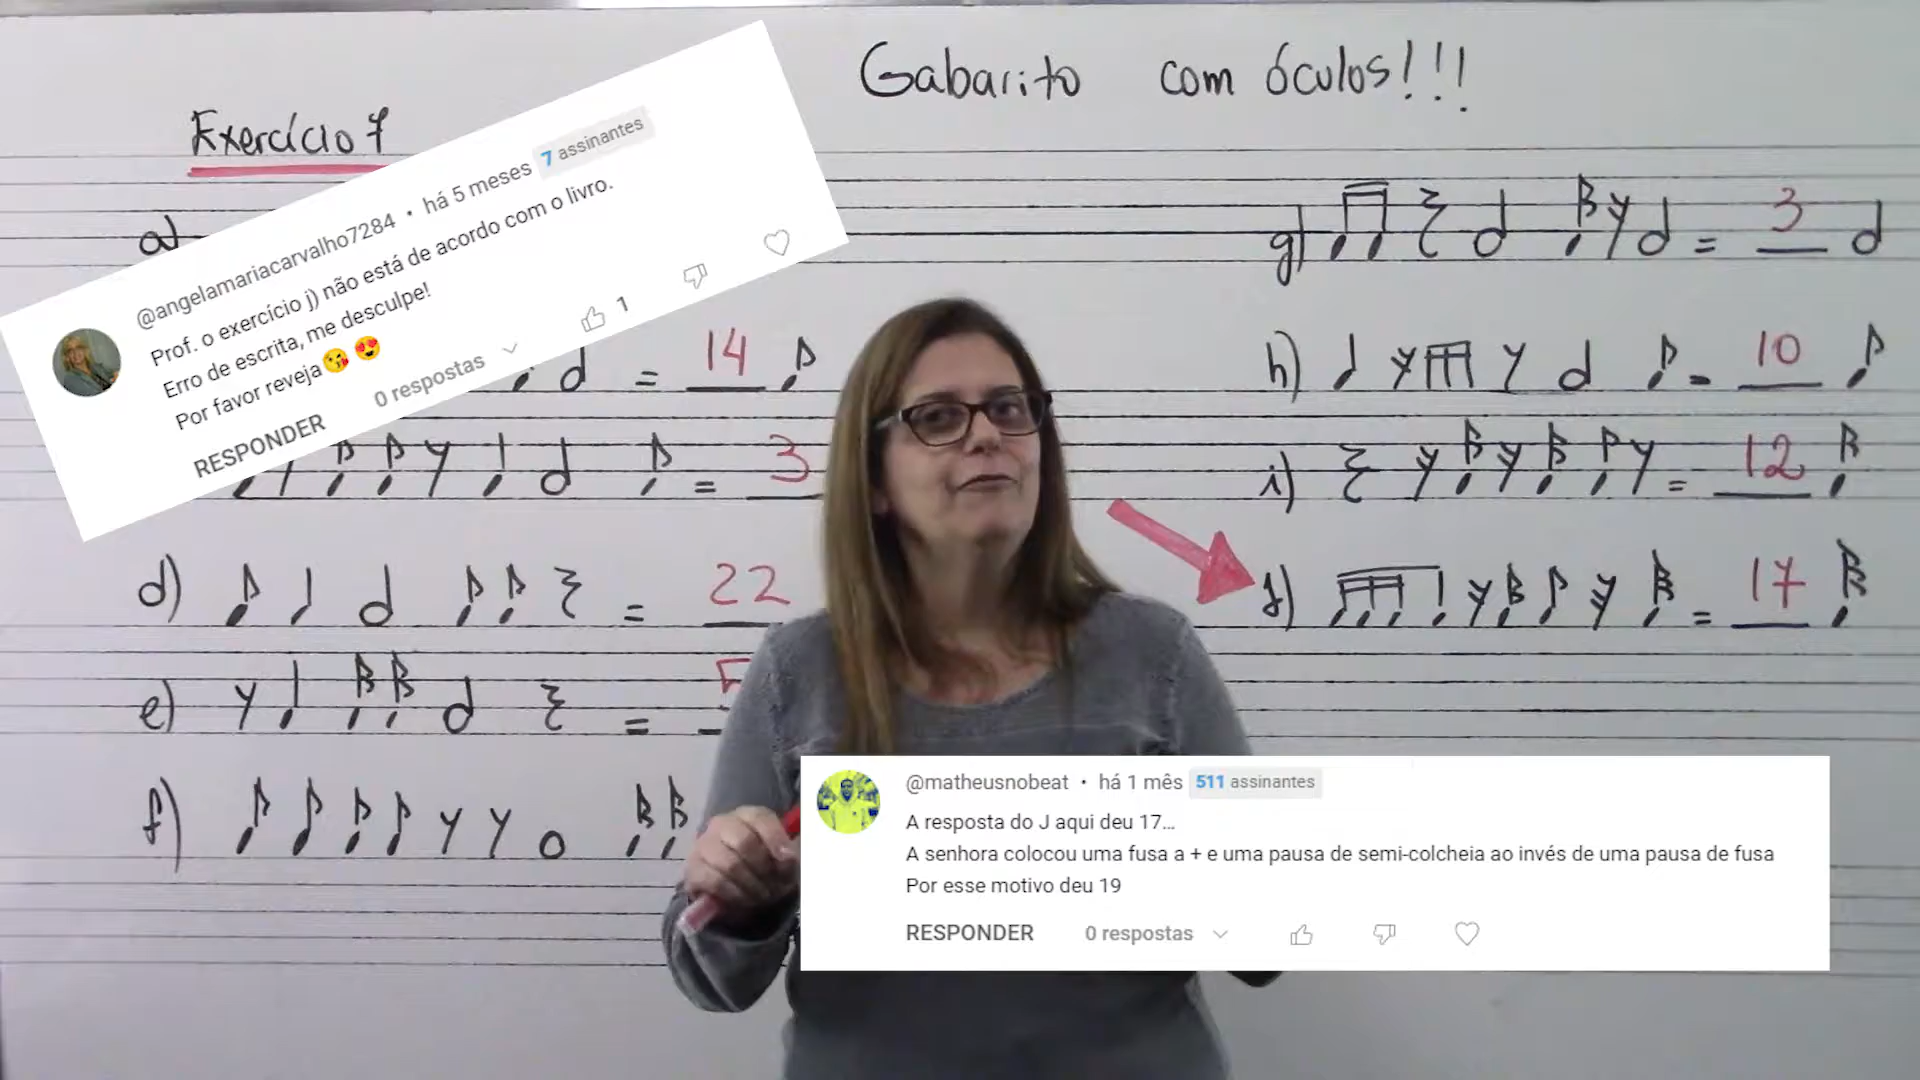 Gabarito com óculos!!!
Exercício 7
a)
@angelamariacarvalho7284 • há 5 meses 7 assinantes
Prof. o exercício j) não está de acordo com o livro.
Erro de escrita, me desculpe!
Por favor reveja😘 😍
1
RESPONDER 0 respostas
= 14
= 3
d) = 22
e) =
f)
g) = 3
h) = 10
i) = 12
j) = 17
@matheusnobeat • há 1 mês 511 assinantes
A resposta do J aqui deu 17...
A senhora colocou uma fusa a + e uma pausa de semi-colcheia ao invés de uma pausa de fusa
Por esse motivo deu 19
RESPONDER 0 respostas